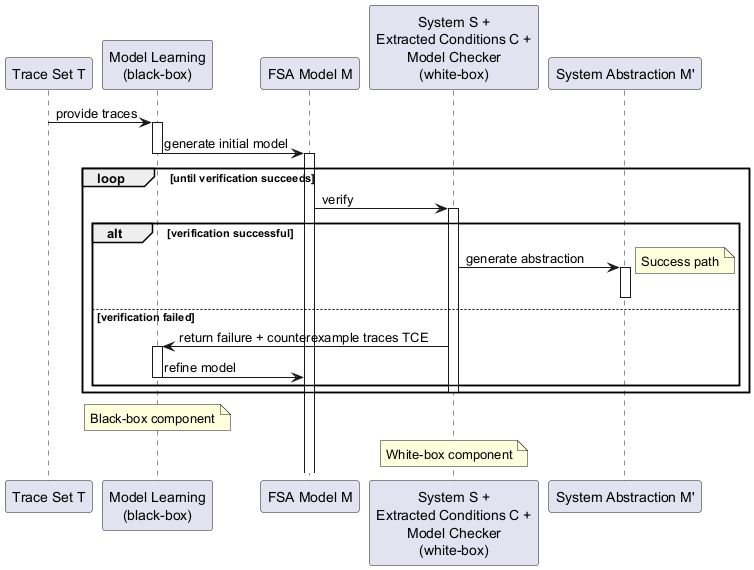 System S +
Extracted Conditions C +
Model Checker
(white-box)
Model Learning
(black-box)
Trace Set T
FSA Model M
System Abstraction M'
provide traces
generate initial model
loop
[until verification succeeds]
verify
alt
[verification successful]
generate abstraction
Success path
[verification failed]
return failure + counterexample traces TCE
refine model
Black-box component
White-box component
Trace Set T
Model Learning
(black-box)
FSA Model M
System S +
Extracted Conditions C +
Model Checker
(white-box)
System Abstraction M'